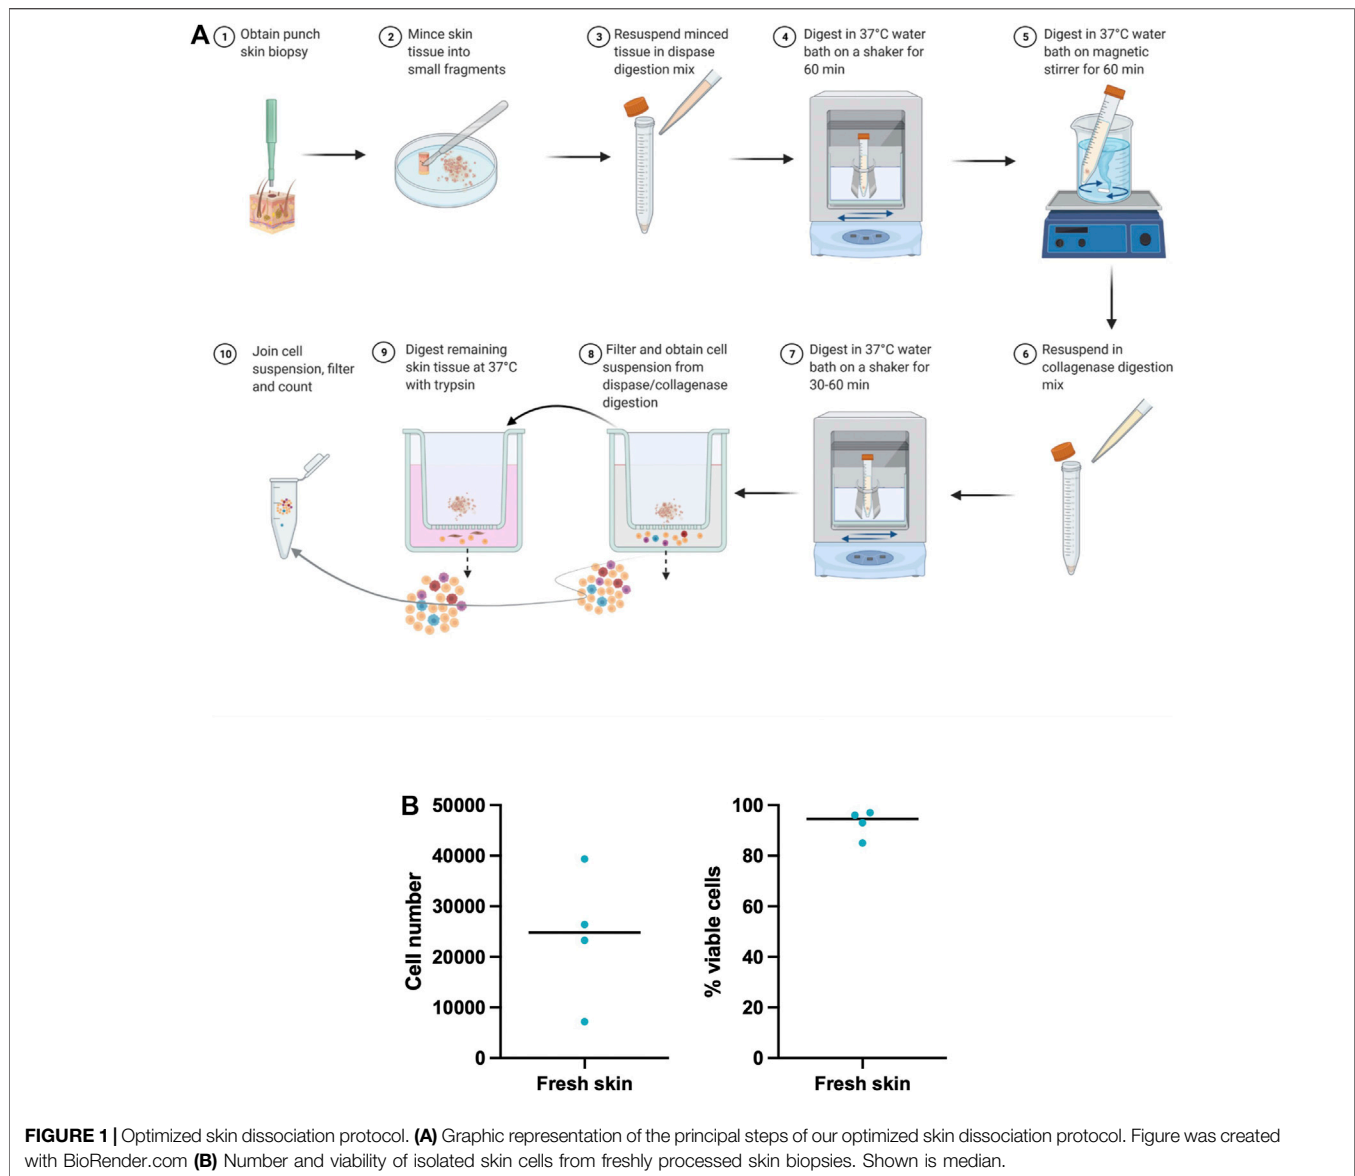 A
1 Obtain punch
skin biopsy
2 Mince skin
tissue into
small fragments
3 Resuspend minced
tissue in dispase
digestion mix
4 Digest in 37°C water
bath on a shaker for
60 min
5 Digest in 37°C water
bath on magnetic
stirrer for 60 min
6 Resuspend in
collagenase digestion
mix
7 Digest in 37°C water
bath on a shaker for
30-60 min
8 Filter and obtain cell
suspension from
dispase/collagenase
digestion
9 Digest remaining
skin tissue at 37°C
with trypsin
10 Join cell
suspension, filter
and count
B
Cell number
50000
40000
30000
20000
10000
0
Fresh skin
% viable cells
100
80
60
40
20
0
Fresh skin
FIGURE 1 | Optimized skin dissociation protocol. (A) Graphic representation of the principal steps of our optimized skin dissociation protocol. Figure was created
with BioRender.com (B) Number and viability of isolated skin cells from freshly processed skin biopsies. Shown is median.